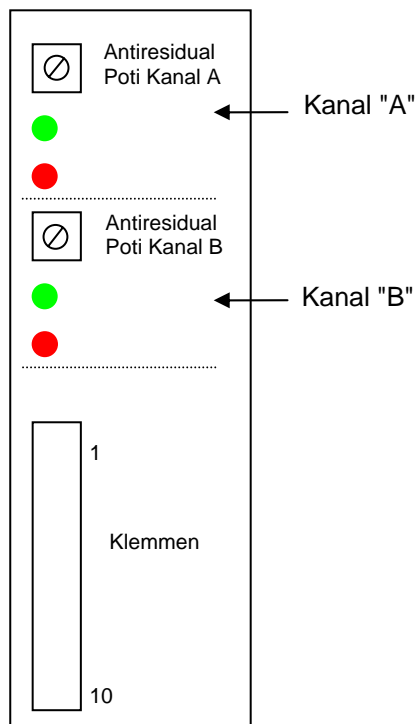 Antiresidual
Poti Kanal A
Kanal "A"
Antiresidual
Poti Kanal B
Kanal "B"
1
Klemmen
10